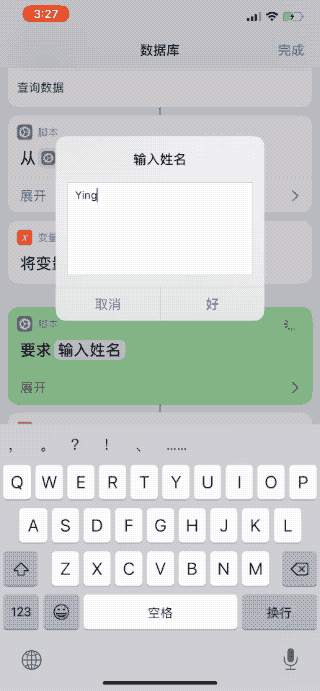 3:27
数据库
完成
查询数据
脚本
从
展开
变量
将变量
输入姓名
Ying
取消
好
脚本
要求 输入姓名
展开
， 。 ？ ！ 、 ……
Q W E R T Y U I O P
A S D F G H J K L
Z X C V B N M
123 空格 换行